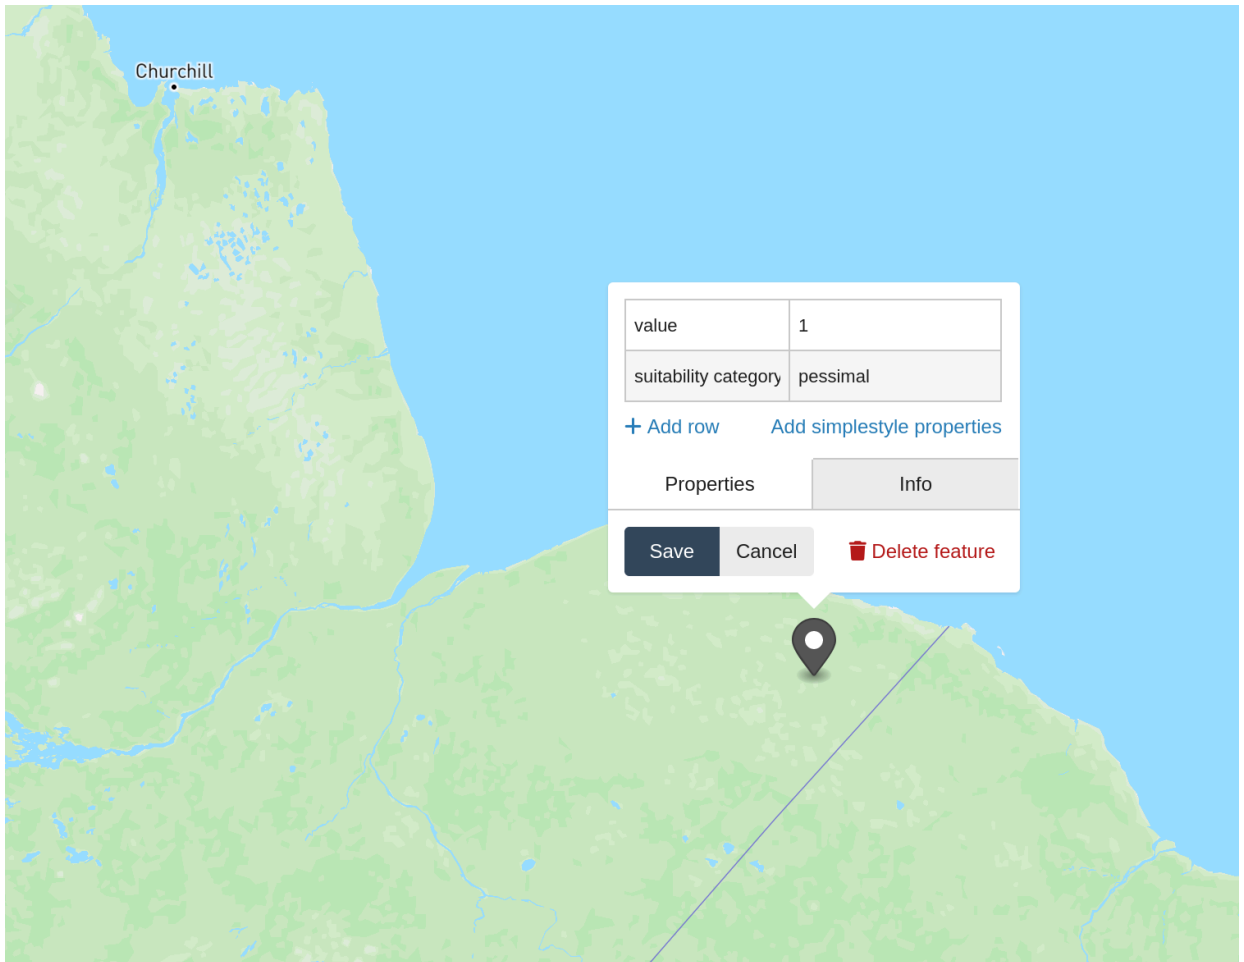 Churchill
value 1
suitability category pessimal
+ Add row Add simplestyle properties
Properties Info
Save Cancel Delete feature